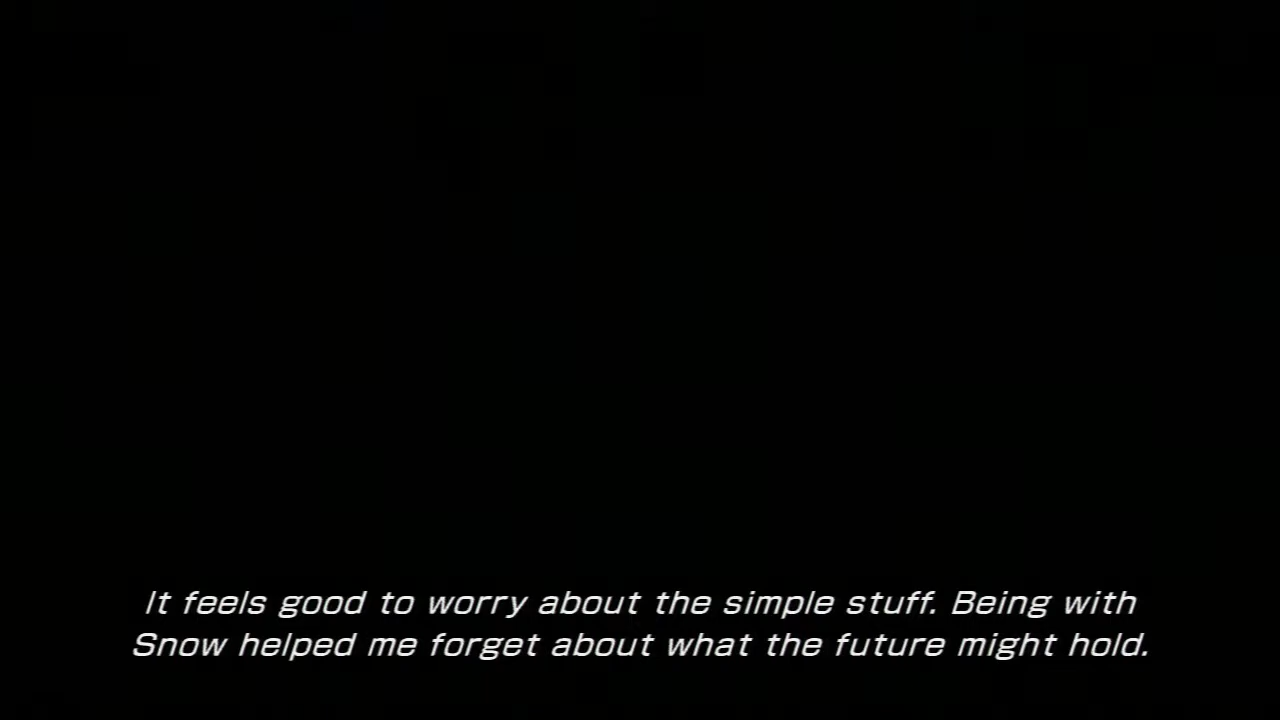 It feels good to worry about the simple stuff. Being with
Snow helped me forget about what the future might hold.